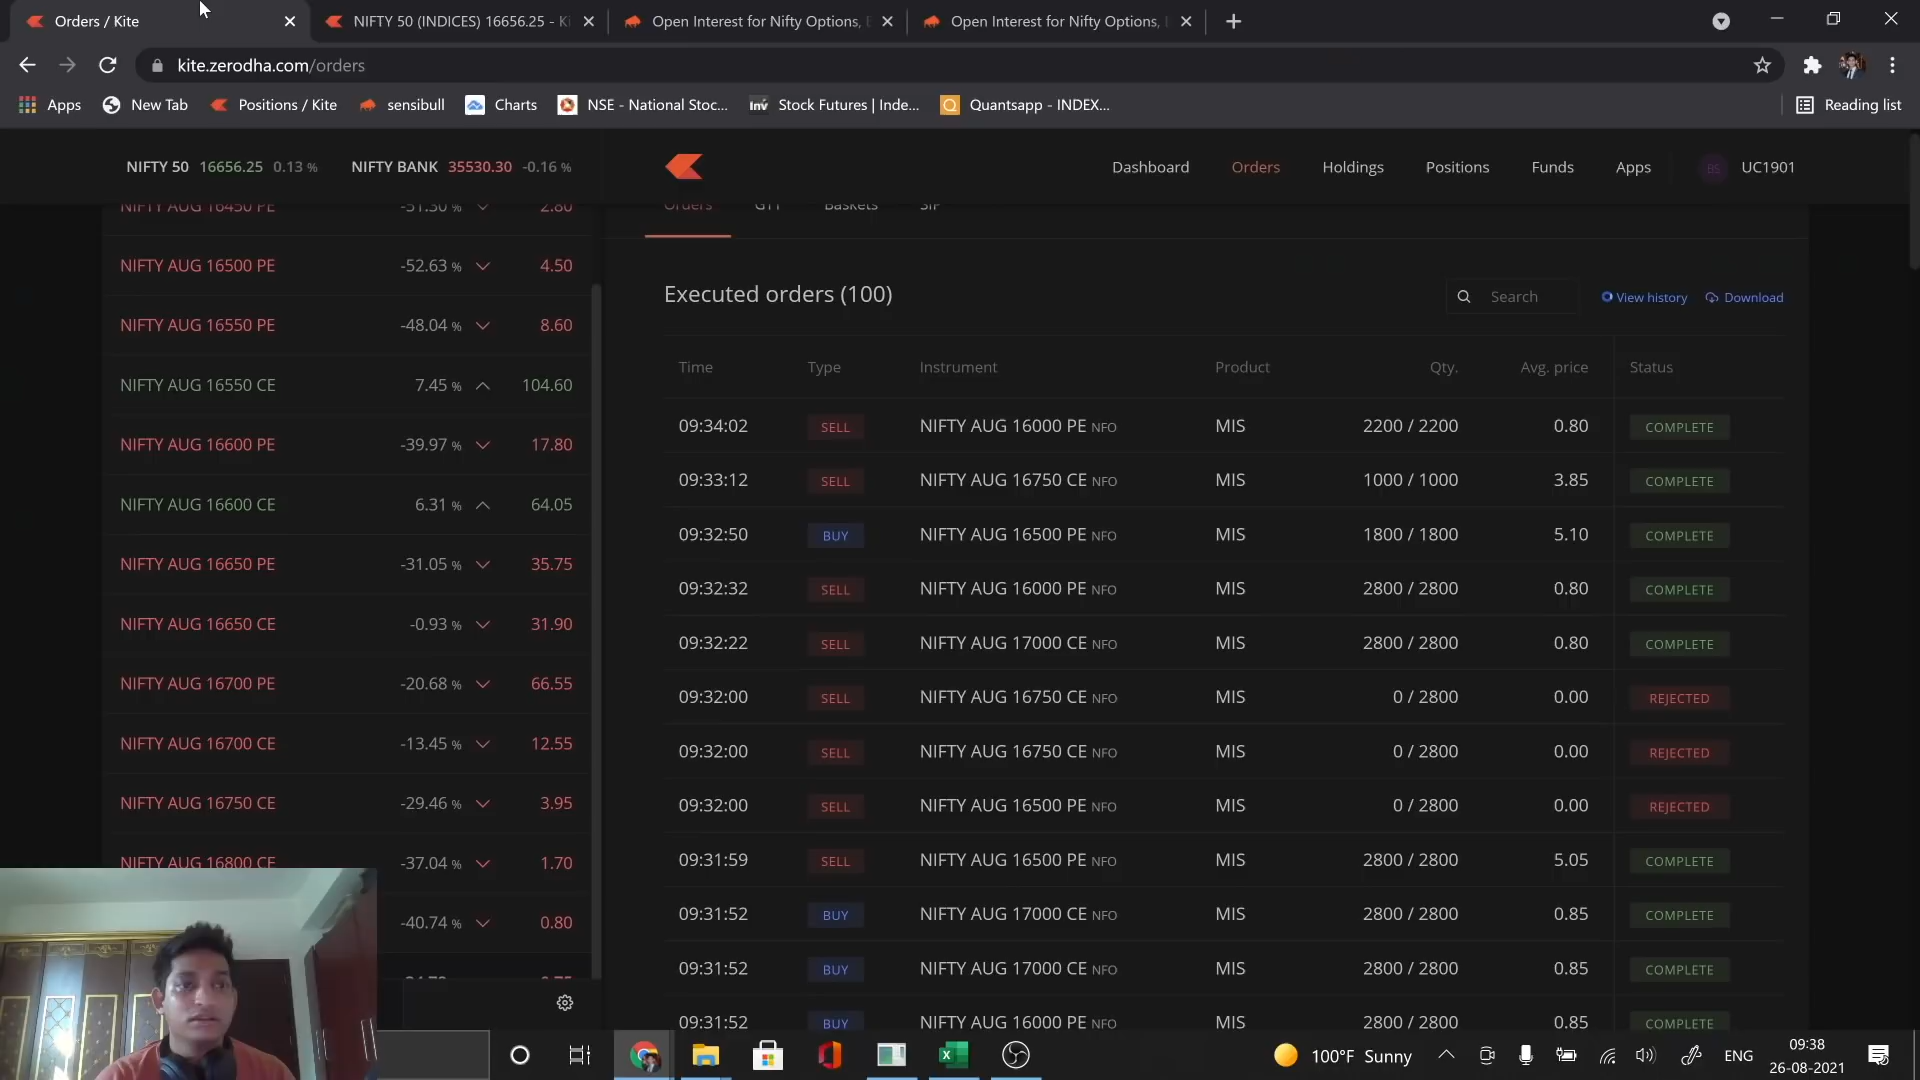 Orders / Kite
NIFTY 50 (INDICES) 16656.25 - Ki
Open Interest for Nifty Options,
Open Interest for Nifty Options,
kite.zerodha.com/orders
Apps
New Tab
Positions / Kite
sensibull
Charts
NSE - National Stoc...
Inv
Stock Futures | Inde...
Q
Quantsapp - INDEX...
Reading list
NIFTY 50 16656.25 0.13 %
NIFTY BANK 35530.30 -0.16 %
Dashboard
Orders
Holdings
Positions
Funds
Apps
BS
UC1901
NIFTY AUG 16450 PE -51.30 % 2.80
NIFTY AUG 16500 PE -52.63 % 4.50
NIFTY AUG 16550 PE -48.04 % 8.60
NIFTY AUG 16550 CE 7.45 % 104.60
NIFTY AUG 16600 PE -39.97 % 17.80
NIFTY AUG 16600 CE 6.31 % 64.05
NIFTY AUG 16650 PE -31.05 % 35.75
NIFTY AUG 16650 CE -0.93 % 31.90
NIFTY AUG 16700 PE -20.68 % 66.55
NIFTY AUG 16700 CE -13.45 % 12.55
NIFTY AUG 16750 CE -29.46 % 3.95
NIFTY AUG 16800 CE -37.04 % 1.70
-40.74 % 0.80
Orders GTT Baskets SIP
Executed orders (100)
Search
View history
Download
Time Type Instrument Product Qty. Avg. price Status
09:34:02 SELL NIFTY AUG 16000 PE NFO MIS 2200 / 2200 0.80 COMPLETE
09:33:12 SELL NIFTY AUG 16750 CE NFO MIS 1000 / 1000 3.85 COMPLETE
09:32:50 BUY NIFTY AUG 16500 PE NFO MIS 1800 / 1800 5.10 COMPLETE
09:32:32 SELL NIFTY AUG 16000 PE NFO MIS 2800 / 2800 0.80 COMPLETE
09:32:22 SELL NIFTY AUG 17000 CE NFO MIS 2800 / 2800 0.80 COMPLETE
09:32:00 SELL NIFTY AUG 16750 CE NFO MIS 0 / 2800 0.00 REJECTED
09:32:00 SELL NIFTY AUG 16750 CE NFO MIS 0 / 2800 0.00 REJECTED
09:32:00 SELL NIFTY AUG 16500 PE NFO MIS 0 / 2800 0.00 REJECTED
09:31:59 SELL NIFTY AUG 16500 PE NFO MIS 2800 / 2800 5.05 COMPLETE
09:31:52 BUY NIFTY AUG 17000 CE NFO MIS 2800 / 2800 0.85 COMPLETE
09:31:52 BUY NIFTY AUG 17000 CE NFO MIS 2800 / 2800 0.85 COMPLETE
09:31:52 BUY NIFTY AUG 16000 PE NFO MIS 2800 / 2800 0.85 COMPLETE
100°F Sunny
ENG
09:38
26-08-2021